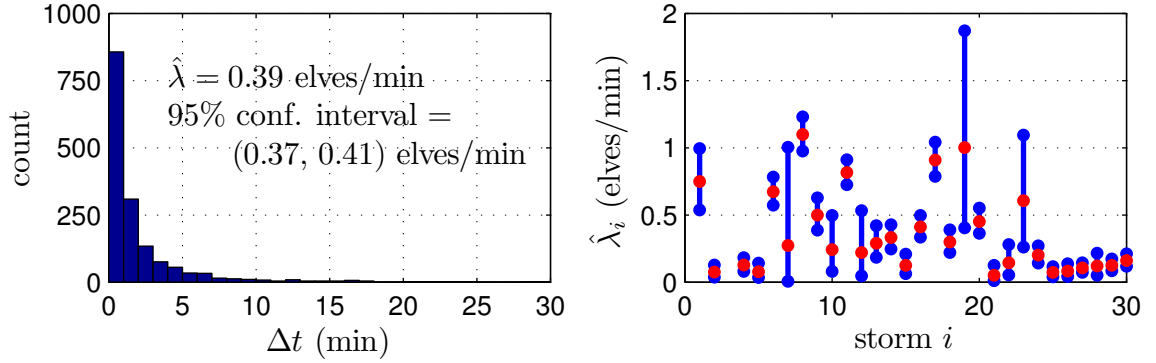 1000
750
500
250
0
count
λ̂ = 0.39 elves/min
95% conf. interval =
(0.37, 0.41) elves/min
0 5 10 15 20 25 30
Δt (min)
2
1.5
1
0.5
0
λ̂ᵢ (elves/min)
0 10 20 30
storm i